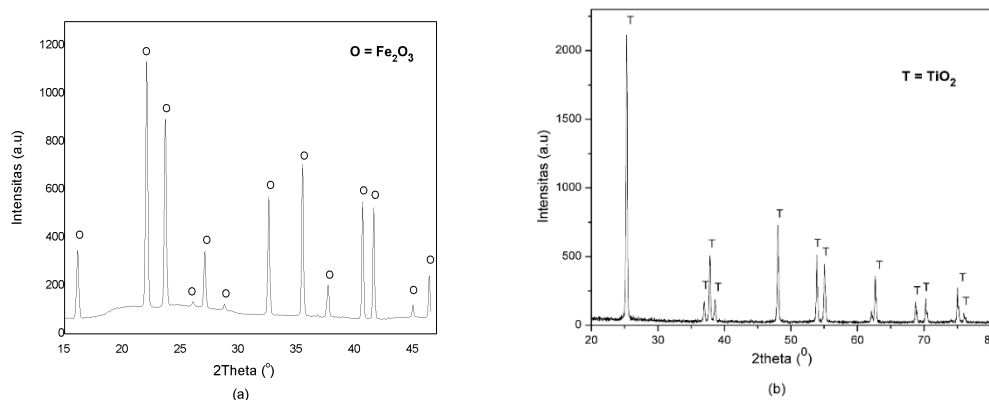 O = Fe₂O₃
Intensitas (a.u)
1200
1000
800
600
400
200
0
O
O
O
O
O
O
O
O
O
O
O
O
O
O
15
20
25
30
35
40
45
2Theta (°)
(a)
T = TiO₂
Intensitas (a.u)
2000
1500
1000
500
0
T
T
T
T
T
T
T
T
T
T
T
T
20
30
40
50
60
70
80
2theta (⁰)
(b)